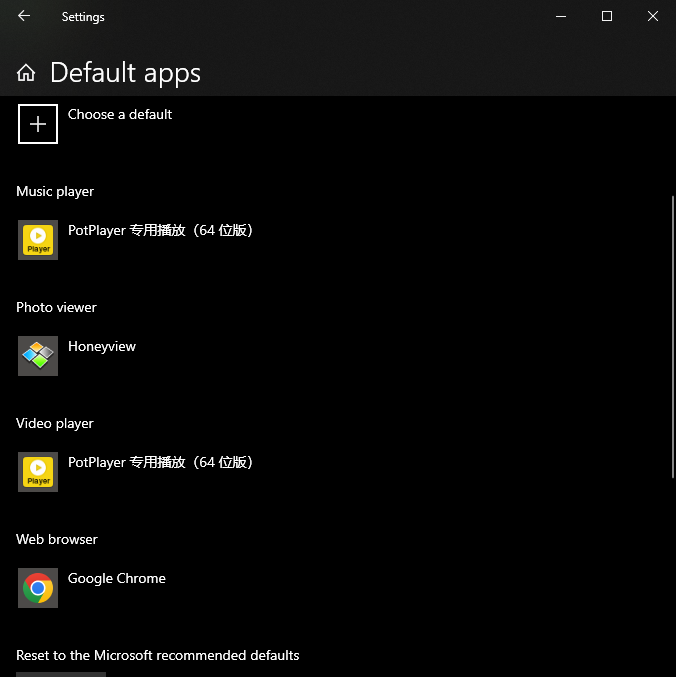 Settings
Default apps
Choose a default
Music player
Player
PotPlayer 专用播放（64 位版）
Photo viewer
Honeyview
Video player
Player
PotPlayer 专用播放（64 位版）
Web browser
Google Chrome
Reset to the Microsoft recommended defaults